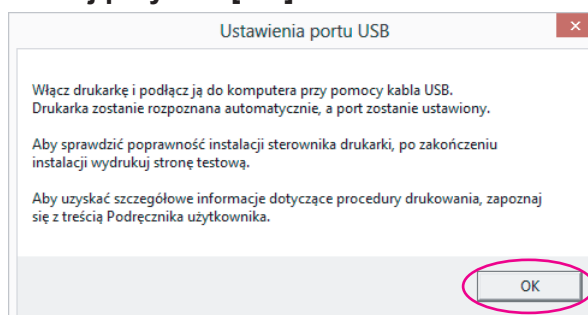 Ustawienia portu USB
Włącz drukarkę i podłącz ją do komputera przy pomocy kabla USB.
Drukarka zostanie rozpoznana automatycznie, a port zostanie ustawiony.
Aby sprawdzić poprawność instalacji sterownika drukarki, po zakończeniu
instalacji wydrukuj stronę testową.
Aby uzyskać szczegółowe informacje dotyczące procedury drukowania, zapoznaj
się z treścią Podręcznika użytkownika.
OK